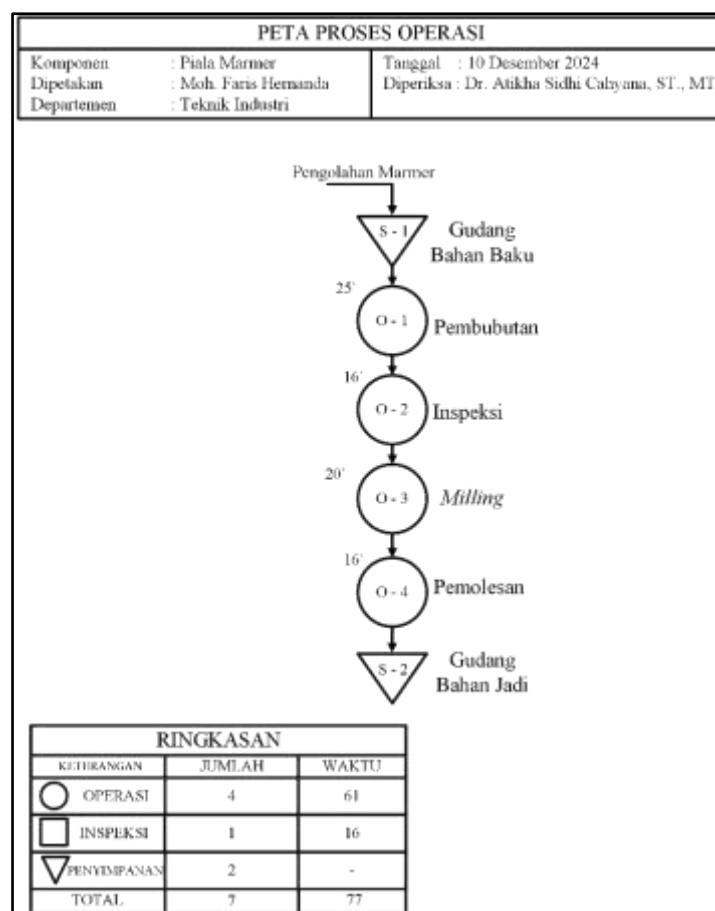 PETA PROSES OPERASI
Komponen : Piala Marmer
Dipetakan : Moh. Faris Hernanda
Departemen : Teknik Industri
Tanggal : 10 Desember 2024
Diperiksa : Dr. Atikha Sidhi Cahyana, ST., MT
Pengolahan Marmer
S - 1
Gudang
Bahan Baku
25'
O - 1
Pembubutan
16'
O - 2
Inspeksi
20'
O - 3
Milling
16'
O - 4
Pemolesan
S - 2
Gudang
Bahan Jadi
RINGKASAN
KETERANGAN JUMLAH WAKTU
OPERASI 4 61
INSPEKSI 1 16
PENYIMPANAN 2 -
TOTAL 7 77